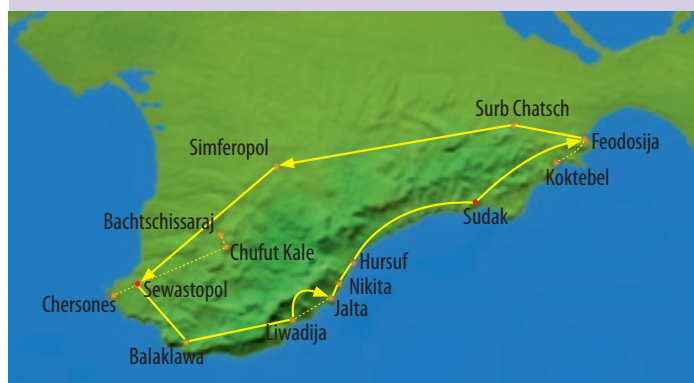 Surb Chatsch
Feodosija
Simferopol
Koktebel
Bachtschissaraj
Sudak
Chufut Kale
Hursuf
Sewastopol
Nikita
Chersones
Jalta
Liwadija
Balaklawa